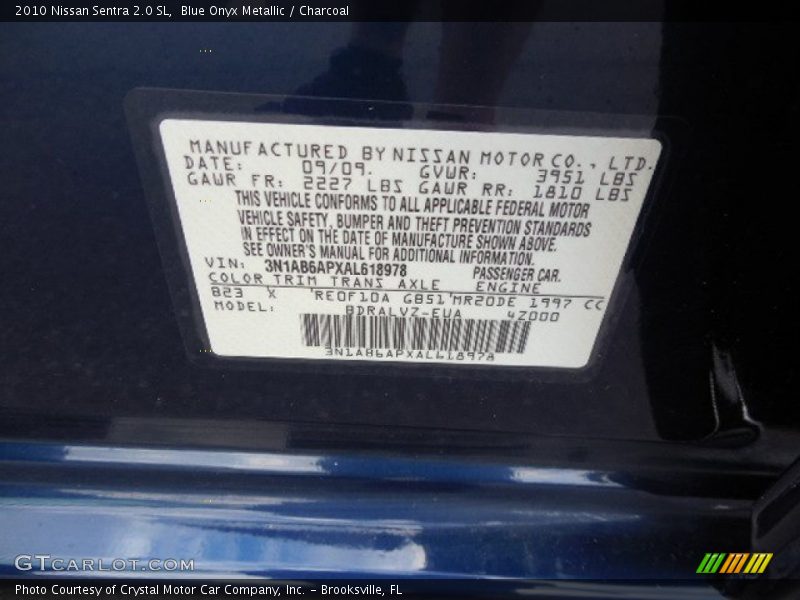 2010 Nissan Sentra 2.0 SL,  Blue Onyx Metallic / Charcoal
MANUFACTURED BY NISSAN MOTOR CO., LTD.
DATE: 09/09. GVWR: 3951 LBS
GAWR FR: 2227 LBS GAWR RR: 1810 LBS
THIS VEHICLE CONFORMS TO ALL APPLICABLE FEDERAL MOTOR
VEHICLE SAFETY, BUMPER AND THEFT PREVENTION STANDARDS
IN EFFECT ON THE DATE OF MANUFACTURE SHOWN ABOVE.
SEE OWNER'S MANUAL FOR ADDITIONAL INFORMATION.
VIN: 3N1AB6APXAL618978 PASSENGER CAR.
COLOR TRIM TRANS AXLE ENGINE
B23 X RE0F10A GB51 MR20DE 1997 CC
MODEL: BDRALVZ-EUA 4Z000
3N1AB6APXAL618978
GTCARLOT.COM
Photo Courtesy of Crystal Motor Car Company, Inc. – Brooksville, FL